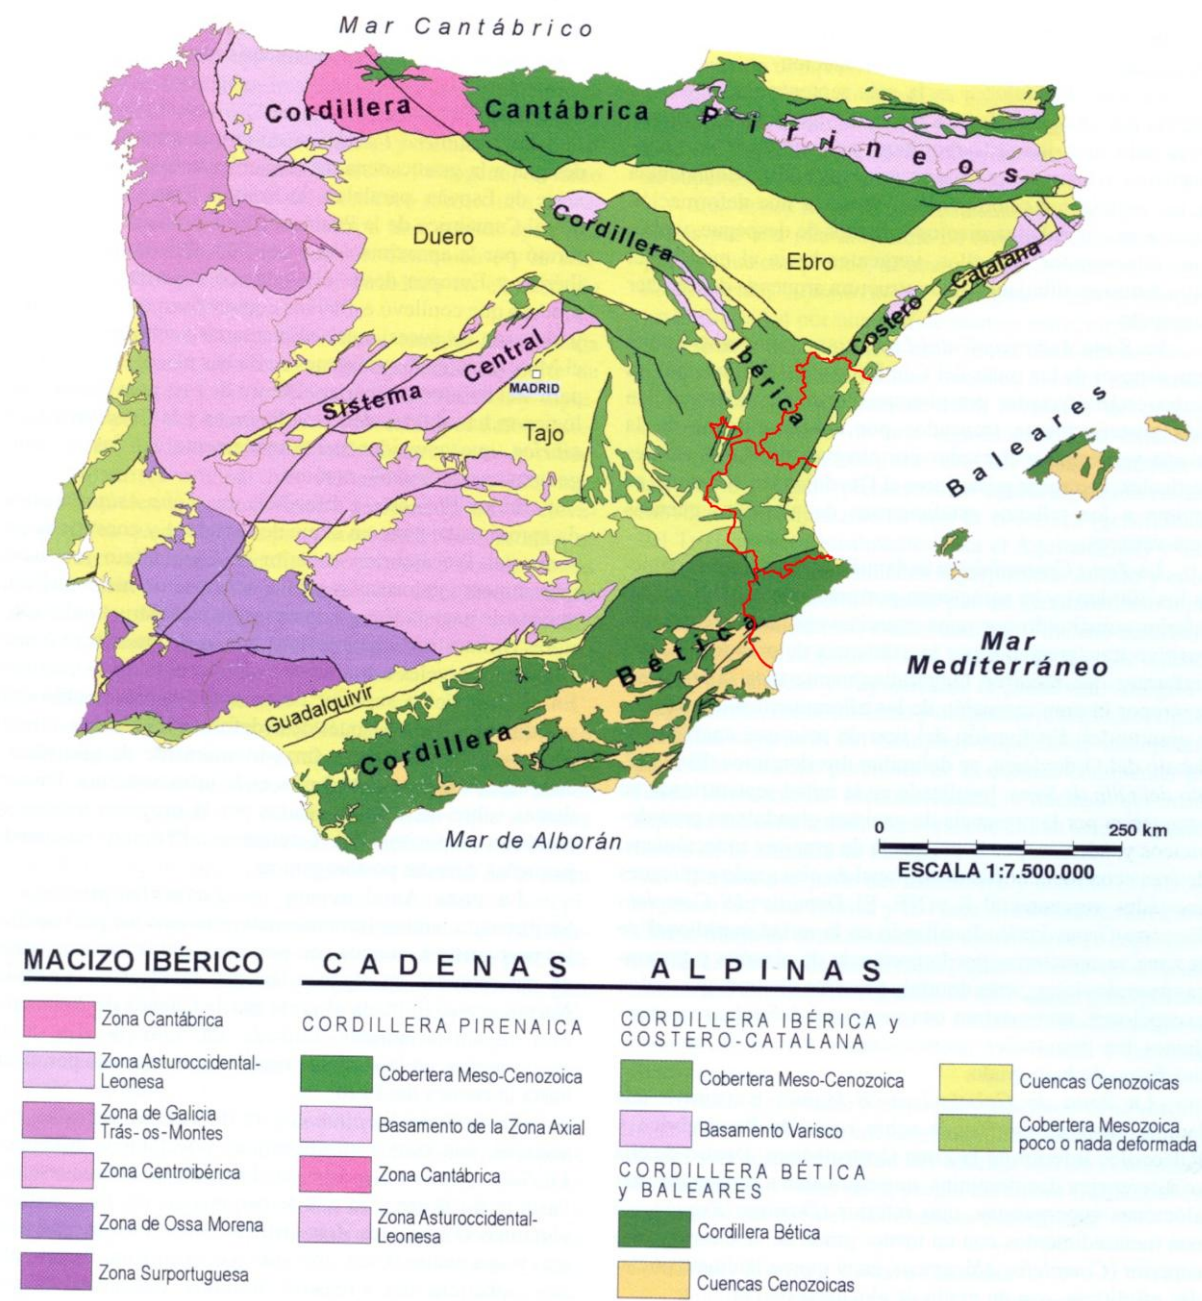 Mar Cantábrico
Cordillera Cantábrica
Pirineos
Cordillera
Ibérica
Duero
Ebro
Costero Catalana
Sistema Central
MADRID
Tajo
Baleares
Mar
Mediterráneo
Guadalquivir
Cordillera Bética
Mar de Alborán
0 250 km
ESCALA 1:7.500.000
MACIZO IBÉRICO
Zona Cantábrica
Zona Asturoccidental-
Leonesa
Zona de Galicia
Trás-os-Montes
Zona Centroibérica
Zona de Ossa Morena
Zona Surportuguesa
CADENAS ALPINAS
CORDILLERA PIRENAICA
Cobertera Meso-Cenozoica
Basamento de la Zona Axial
Zona Cantábrica
Zona Asturoccidental-
Leonesa
CORDILLERA IBÉRICA y
COSTERO-CATALANA
Cobertera Meso-Cenozoica
Basamento Varisco
CORDILLERA BÉTICA
y BALEARES
Cordillera Bética
Cuencas Cenozoicas
Cuencas Cenozoicas
Cobertera Mesozoica
poco o nada deformada